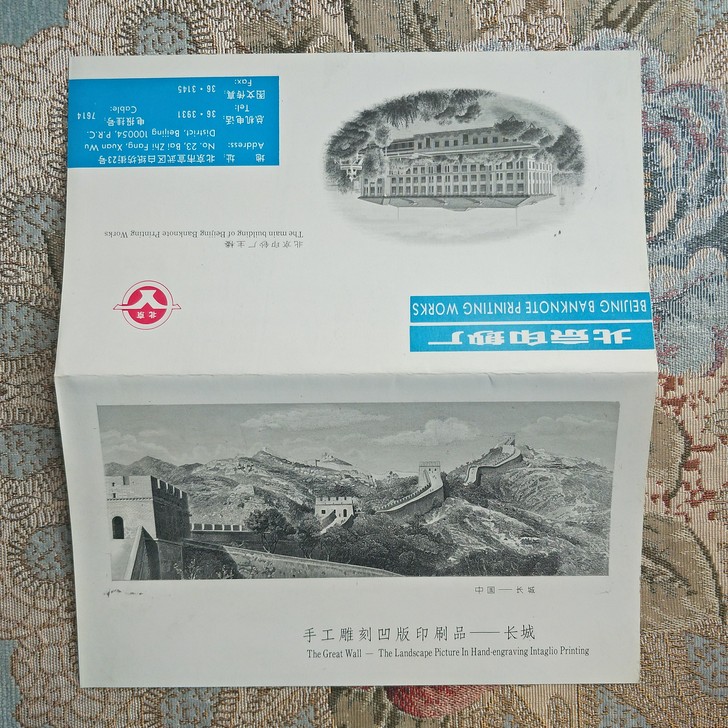 中国——长城
手工雕刻凹版印刷品——长城
The Great Wall — The Landscape Picture In Hand-engraving Intaglio Printing
北京印钞厂
BEIJING BANKNOTE PRINTING WORKS
北京
北京印钞厂主楼
The main building of Beijing Banknote Printing Works
地 址: 北京市宣武区白纸坊街23号
Address: No. 23, Bai Zhi Fang, Xuan Wu
District, Beijing 100054, P.R.C.
总机电话: 36·3931 电报挂号: 7614
Tel: Cable:
图文传真: 36·3145
Fax: